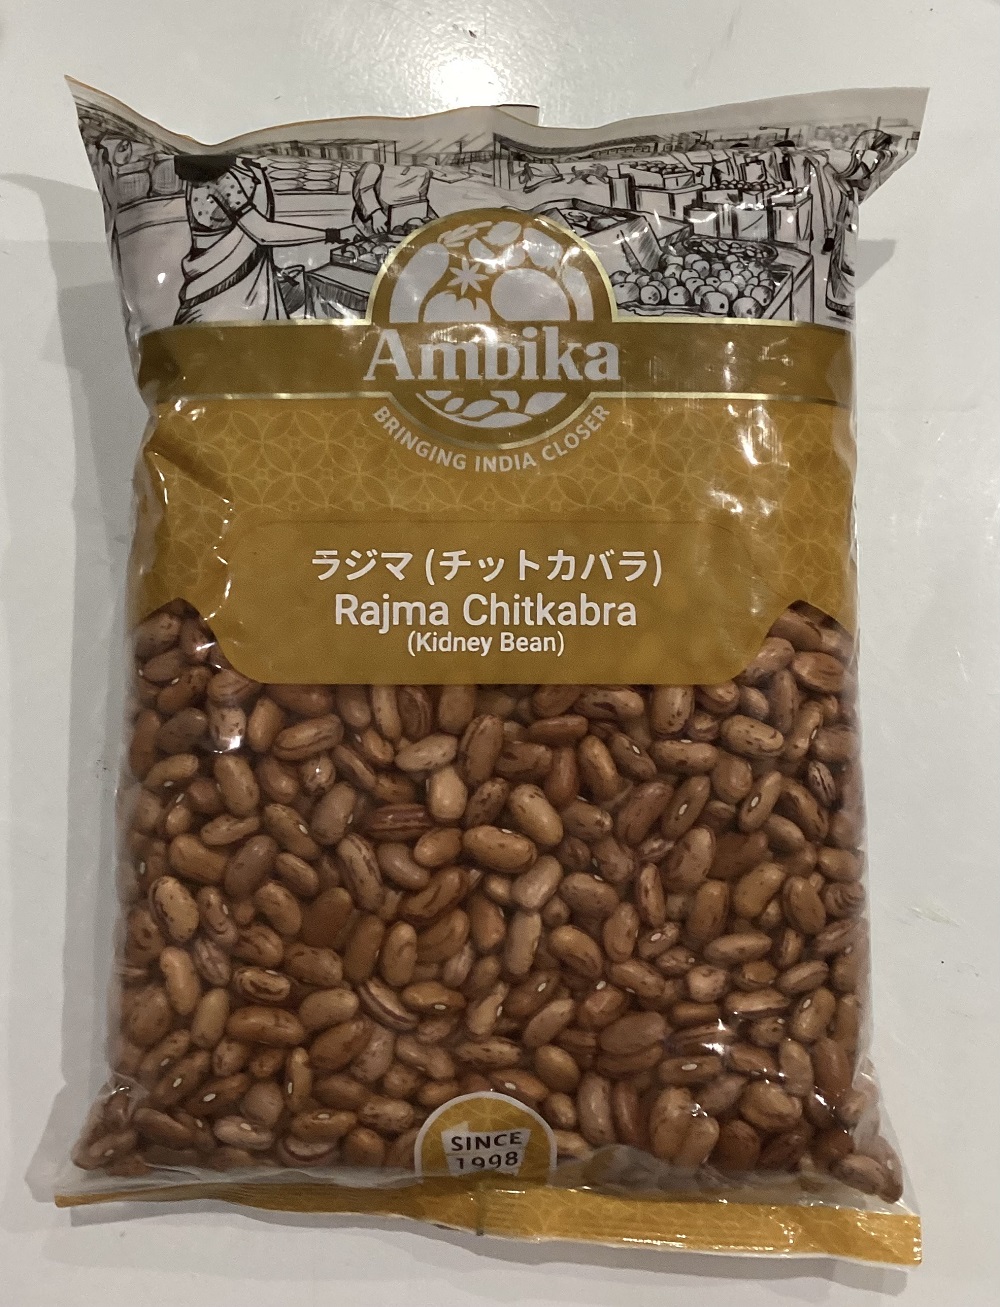 Ambika
BRINGING INDIA CLOSER
ラジマ (チットカバラ)
Rajma Chitkabra
(Kidney Bean)
SINCE
1998